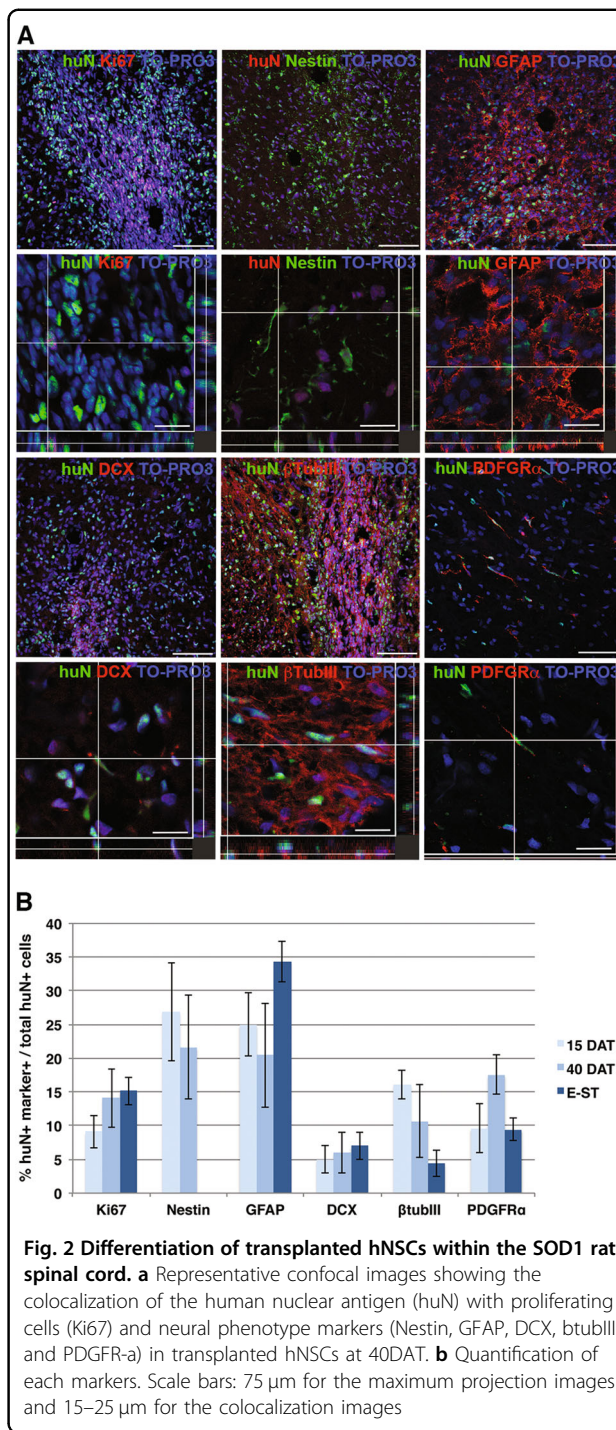 A
huN Ki67 TO-PRO3
huN Nestin TO-PRO3
huN GFAP TO-PRO3
huN Ki67 TO-PRO3
huN Nestin TO-PRO3
huN GFAP TO-PRO3
huN DCX TO-PRO3
huN βTubIII TO-PRO3
huN PDFGRα TO-PRO3
huN DCX TO-PRO3
huN βTubIII TO-PRO3
huN PDFGRα TO-PRO3
B
% huN+ marker+ / total huN+ cells
40
35
30
25
20
15
10
5
0
Ki67 Nestin GFAP DCX βtubIII PDGFRα
15 DAT
40 DAT
E-ST
Fig. 2 Differentiation of transplanted hNSCs within the SOD1 rat
spinal cord. a Representative confocal images showing the
colocalization of the human nuclear antigen (huN) with proliferating
cells (Ki67) and neural phenotype markers (Nestin, GFAP, DCX, btubIII
and PDGFR-a) in transplanted hNSCs at 40DAT. b Quantification of
each markers. Scale bars: 75 µm for the maximum projection images
and 15–25 µm for the colocalization images